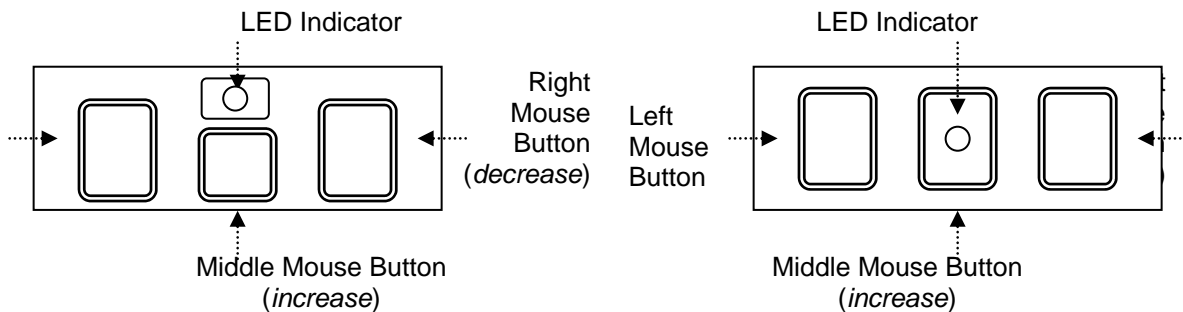 LED Indicator
Right
Mouse
Button
(decrease)
Middle Mouse Button
(increase)
LED Indicator
Left
Mouse
Button
Middle Mouse Button
(increase)